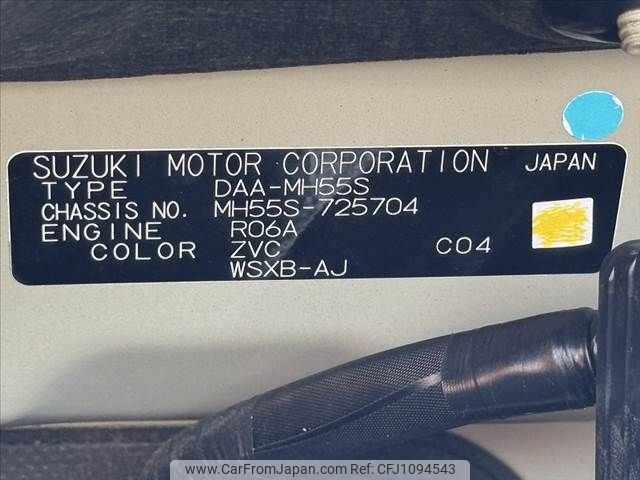 SUZUKI MOTOR CORPORATION JAPAN
TYPE DAA-MH55S
CHASSIS NO. MH55S-725704
ENGINE R06A
COLOR ZVC C04
WSXB-AJ
www.CarFromJapan.com Ref:CFJ1094543